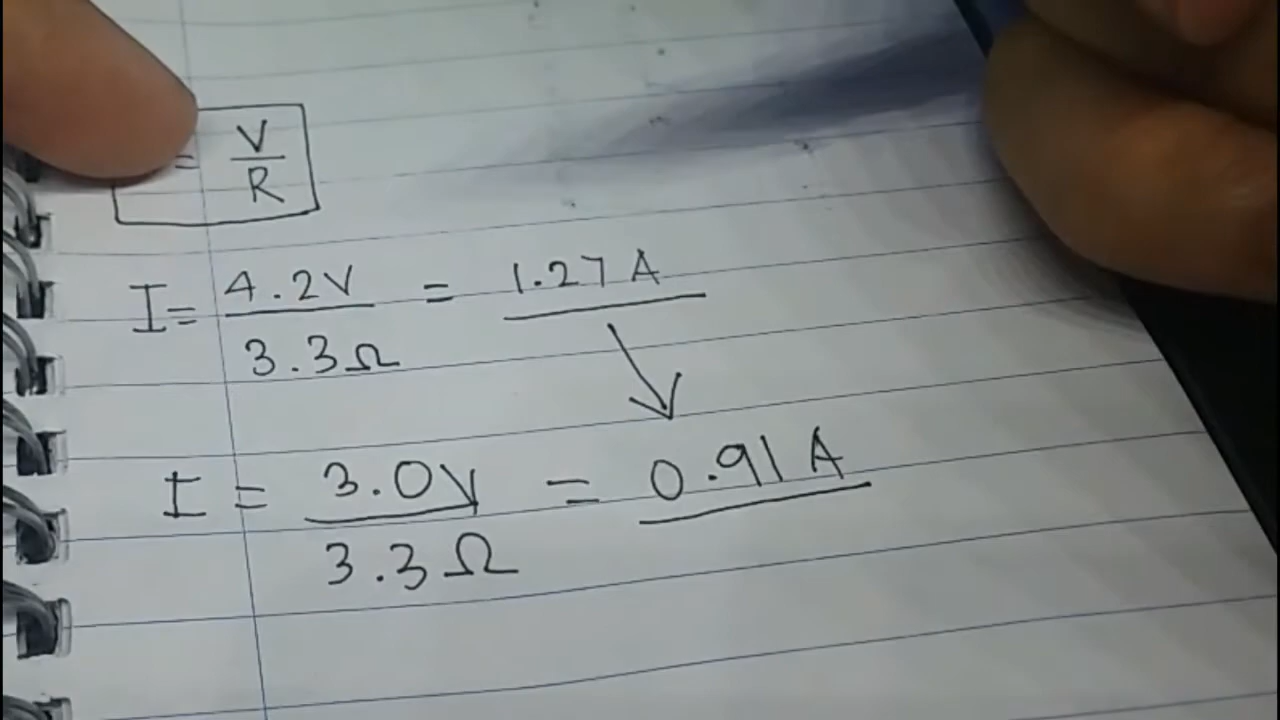 = V/R
I = 4.2V/3.3Ω = 1.27A
I = 3.0V/3.3Ω = 0.91A